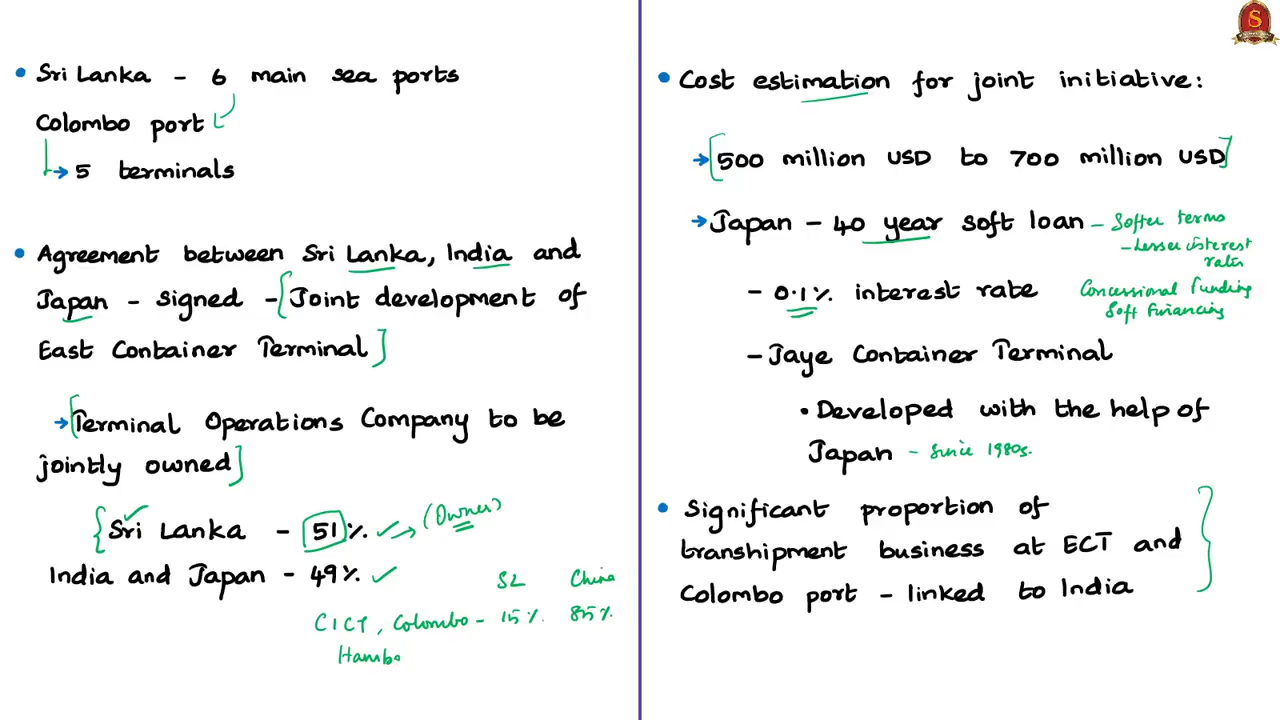 Sri Lanka - 6 main sea ports
Colombo port
→ 5 terminals
Agreement between Sri Lanka, India and
Japan - signed - [Joint development of
East Container Terminal]
→ [Terminal Operations Company to be
jointly owned]
{Sri Lanka - 51%. ✓→ (Owner)
India and Japan - 49%. ✓
SL China
CICT, Colombo - 15%. 85%.
Hambo
S
Cost estimation for joint initiative:
→ [500 million USD to 700 million USD]
→ Japan - 40 year soft loan - Softer terms
- Lesser interest
rates
- 0.1% interest rate
Concessional Funding
Soft Financing
- Jaye Container Terminal
• Developed with the help of
Japan - since 1980s.
Significant proportion of
transhipment business at ECT and
Colombo port - linked to India